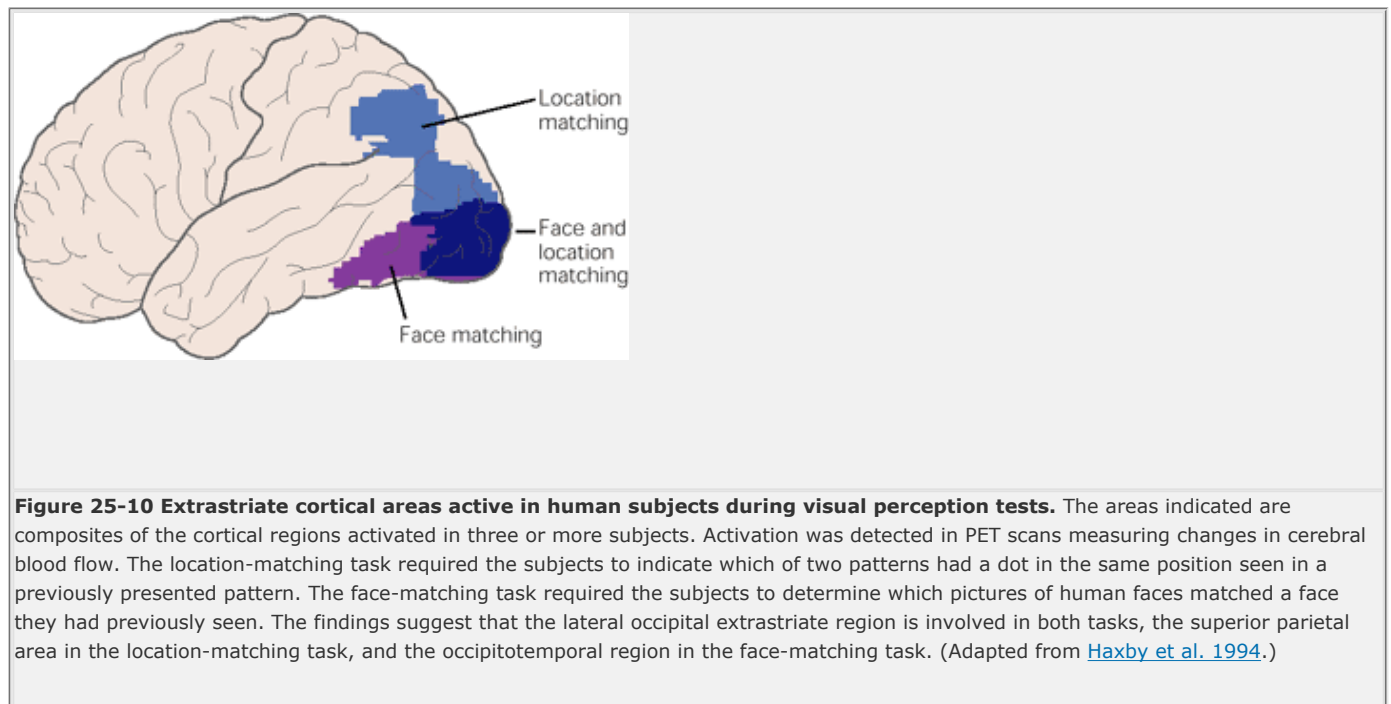 Location
matching
Face and
location
matching
Face matching
Figure 25-10 Extrastriate cortical areas active in human subjects during visual perception tests. The areas indicated are
composites of the cortical regions activated in three or more subjects. Activation was detected in PET scans measuring changes in cerebral
blood flow. The location-matching task required the subjects to indicate which of two patterns had a dot in the same position seen in a
previously presented pattern. The face-matching task required the subjects to determine which pictures of human faces matched a face
they had previously seen. The findings suggest that the lateral occipital extrastriate region is involved in both tasks, the superior parietal
area in the location-matching task, and the occipitotemporal region in the face-matching task. (Adapted from Haxby et al. 1994.)